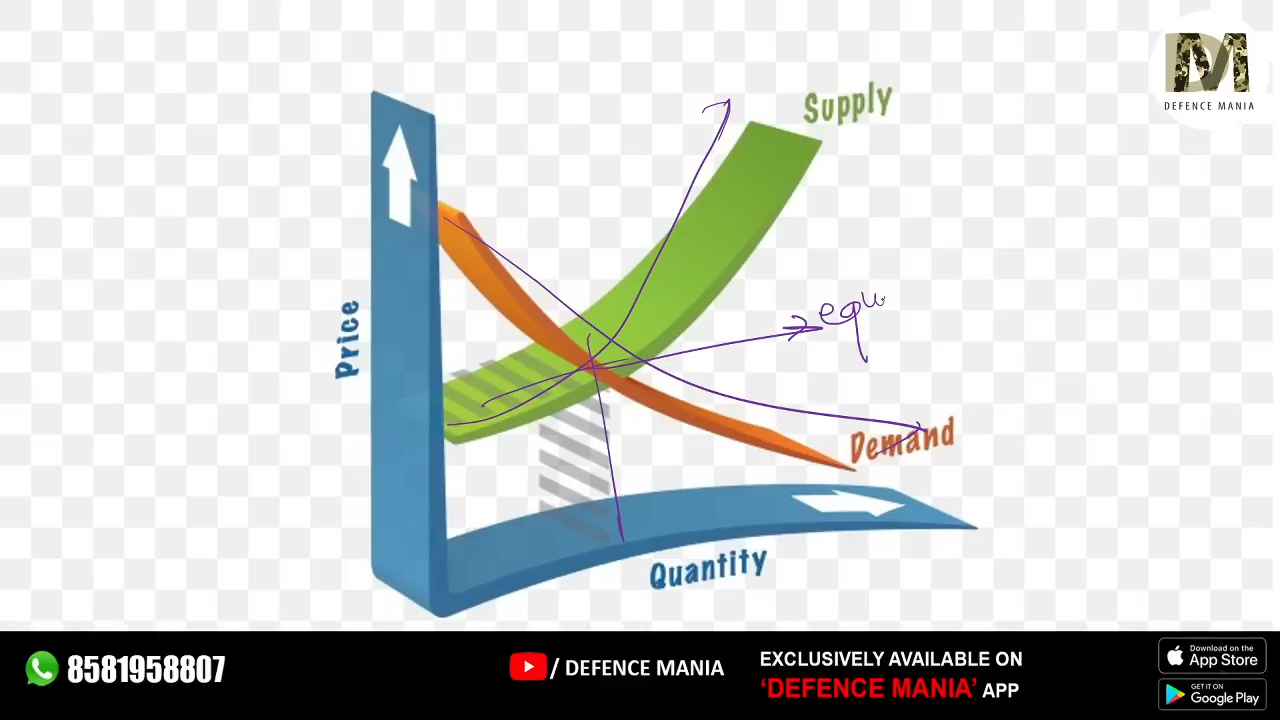 DM
DEFENCE MANIA
Supply
equ
Price
Demand
Quantity
8581958807
/ DEFENCE MANIA
EXCLUSIVELY AVAILABLE ON
'DEFENCE MANIA' APP
Download on the
App Store
GET IT ON
Google Play